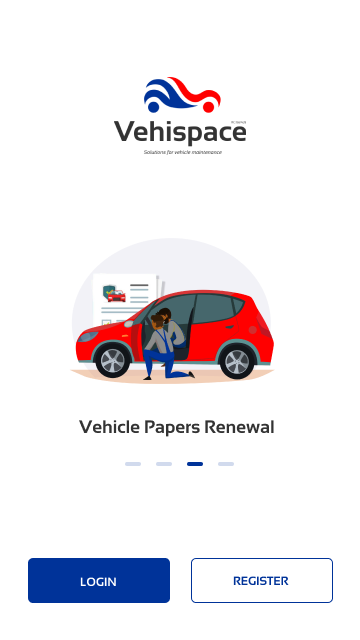 Vehispace
Solutions for vehicle maintenance
Vehicle Papers Renewal
LOGIN
REGISTER